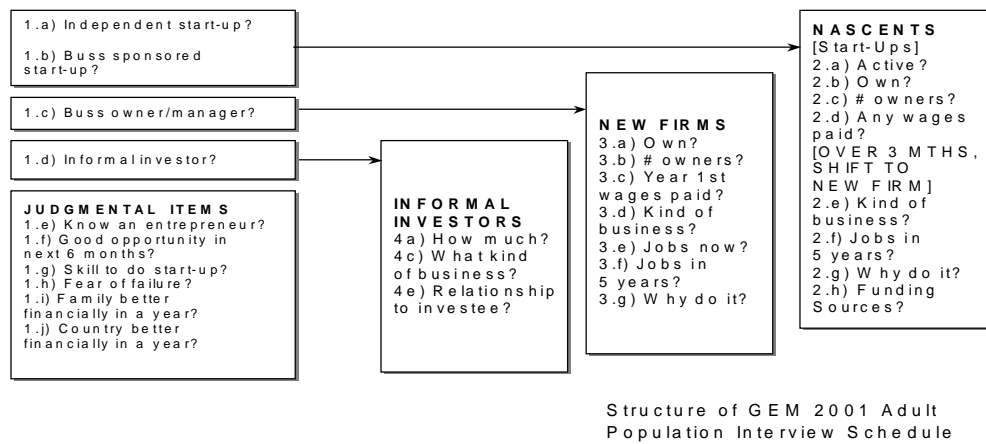 1.a) Independent start-up?
1.b) Buss sponsored
start-up?
1.c) Buss owner/manager?
1.d) Informal investor?
JUDGMENTAL ITEMS
1.e) Know an entrepreneur?
1.f) Good opportunity in
next 6 months?
1.g) Skill to do start-up?
1.h) Fear of failure?
1.i) Family better
financially in a year?
1.j) Country better
financially in a year?
INFORMAL
INVESTORS
4a) How much?
4c) What kind
of business?
4e) Relationship
to investee?
NEW FIRMS
3.a) Own?
3.b) # owners?
3.c) Year 1st
wages paid?
3.d) Kind of
business?
3.e) Jobs now?
3.f) Jobs in
5 years?
3.g) Why do it?
NASCENTS
[Start-Ups]
2.a) Active?
2.b) Own?
2.c) # owners?
2.d) Any wages
paid?
[OVER 3 MTHS,
SHIFT TO
NEW FIRM]
2.e) Kind of
business?
2.f) Jobs in
5 years?
2.g) Why do it?
2.h) Funding
Sources?
Structure of GEM 2001 Adult
Population Interview Schedule